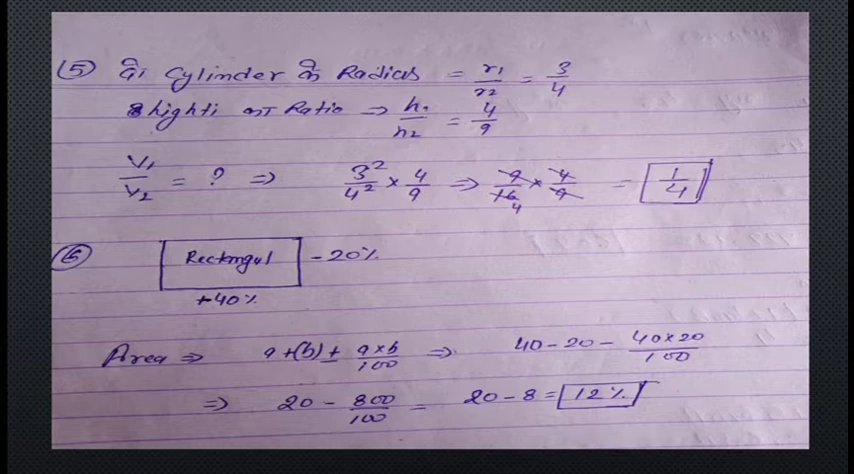 (5) दो Cylinder के Radius = r₁/r₂ = 3/4
highti का Ratio ⇒ h₁/h₂ = 4/9
V₁/V₂ = ? ⇒ 3²/4² × 4/9 ⇒ 9/16 × 4/9 = 1/4
4
(6) Rectangul - 20%
+40%
Area ⇒ a+(b) ± a×b/100 ⇒ 40-20 - 40×20/100
⇒ 20 - 800/100 = 20-8 = 12%